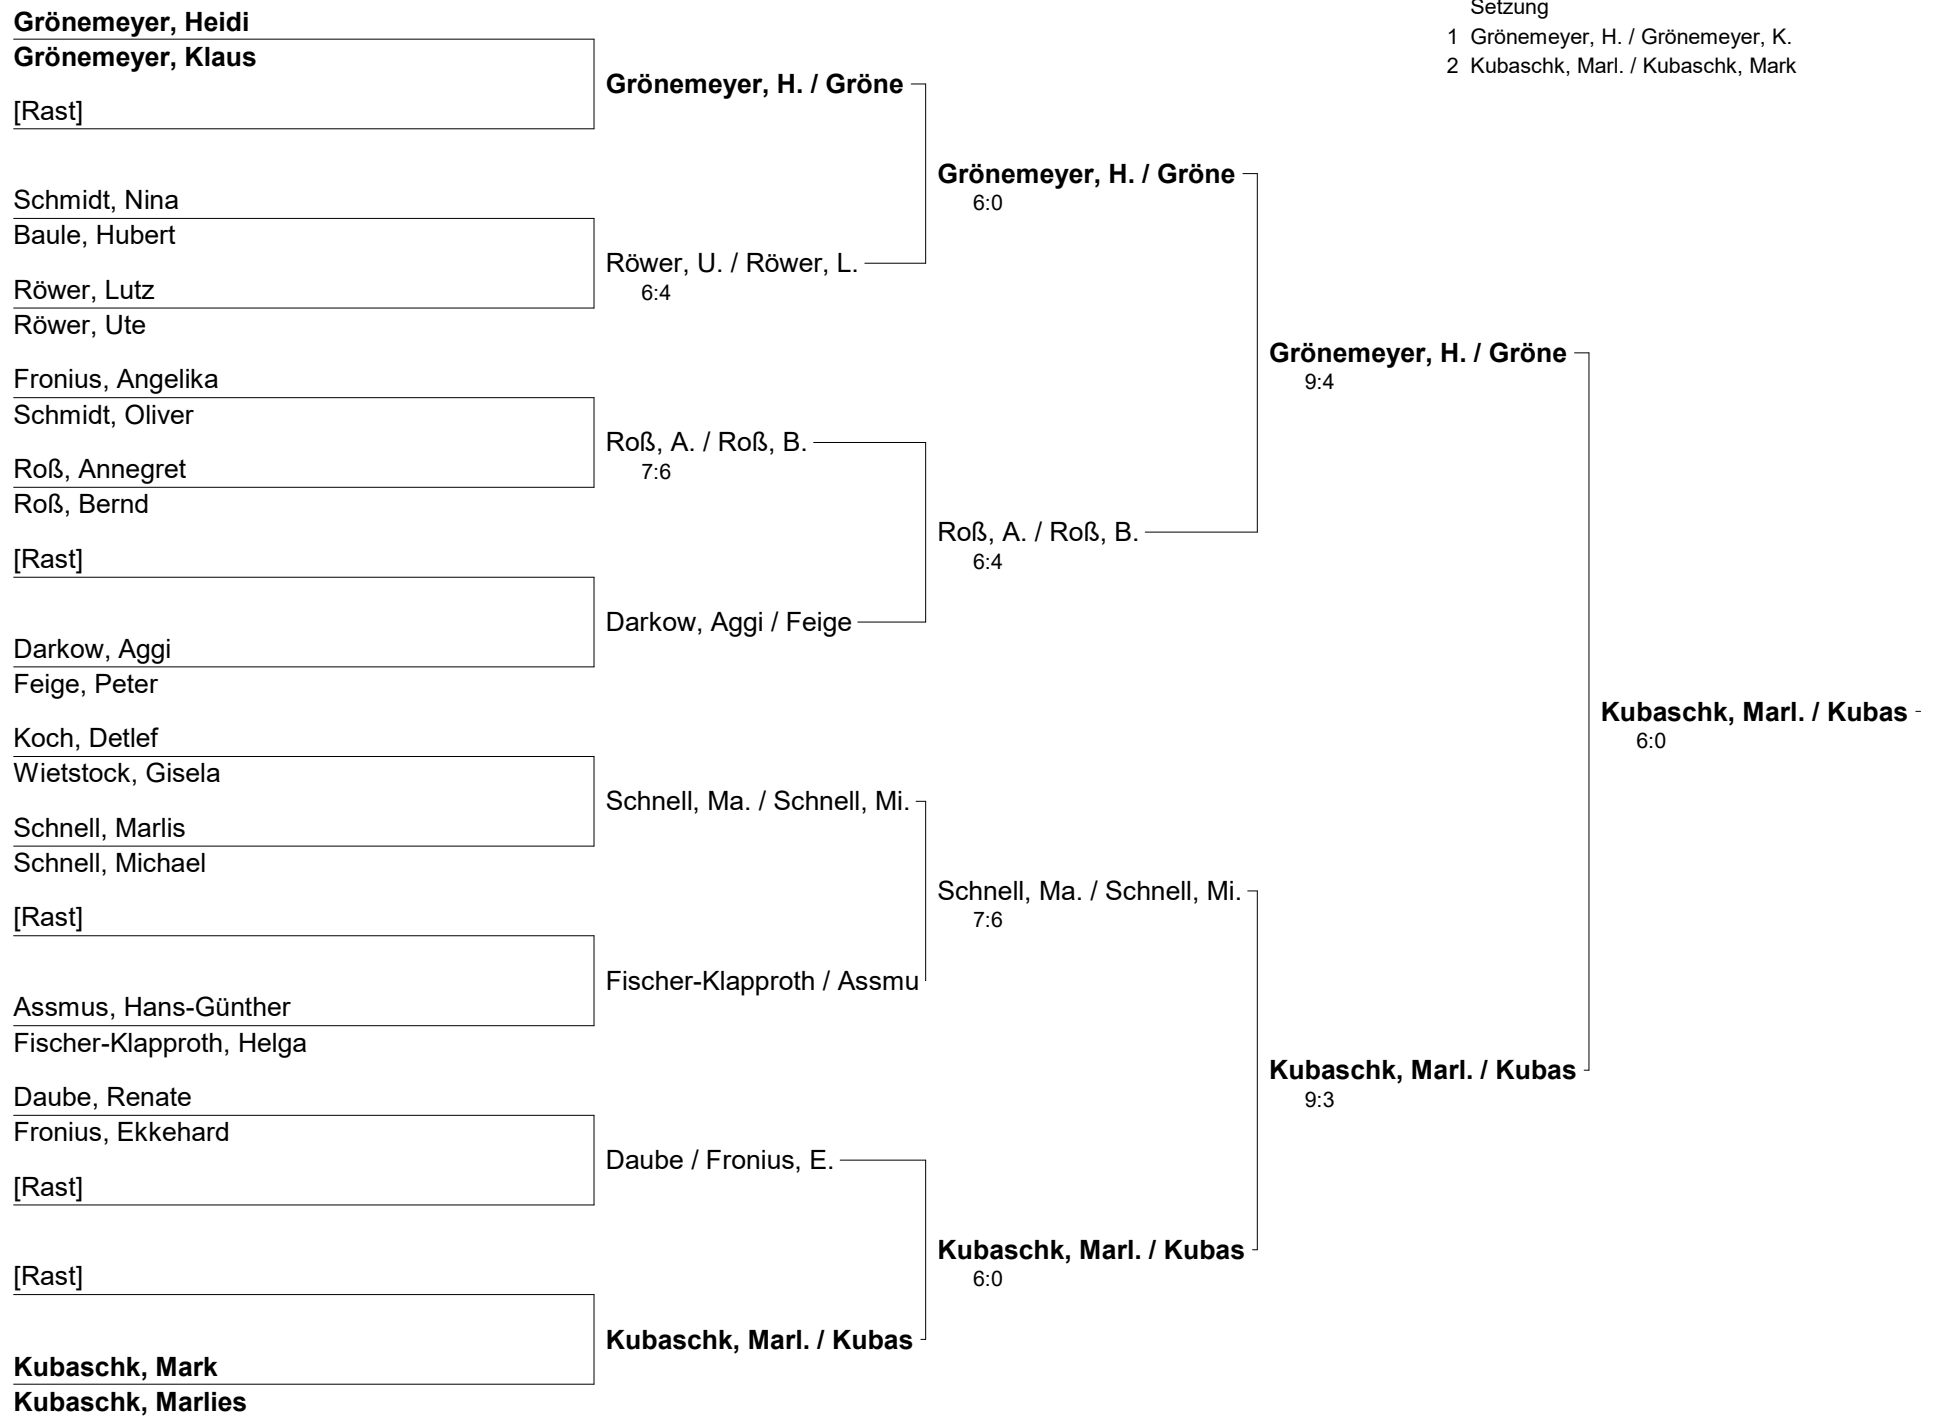 Setzung
1 Grönemeyer, H. / Grönemeyer, K.
2 Kubaschk, Marl. / Kubaschk, Mark
Grönemeyer, Heidi
Grönemeyer, Klaus
[Rast]
Schmidt, Nina
Baule, Hubert
Röwer, Lutz
Röwer, Ute
Fronius, Angelika
Schmidt, Oliver
Roß, Annegret
Roß, Bernd
[Rast]
Darkow, Aggi
Feige, Peter
Koch, Detlef
Wietstock, Gisela
Schnell, Marlis
Schnell, Michael
[Rast]
Assmus, Hans-Günther
Fischer-Klapproth, Helga
Daube, Renate
Fronius, Ekkehard
[Rast]
[Rast]
Kubaschk, Mark
Kubaschk, Marlies
Grönemeyer, H. / Gröne
Röwer, U. / Röwer, L.
6:4
Roß, A. / Roß, B.
7:6
Darkow, Aggi / Feige
Schnell, Ma. / Schnell, Mi.
Fischer-Klapproth / Assmu
Daube / Fronius, E.
Kubaschk, Marl. / Kubas
Grönemeyer, H. / Gröne
6:0
Roß, A. / Roß, B.
6:4
Schnell, Ma. / Schnell, Mi.
7:6
Kubaschk, Marl. / Kubas
6:0
Grönemeyer, H. / Gröne
9:4
Kubaschk, Marl. / Kubas
9:3
Kubaschk, Marl. / Kubas
6:0